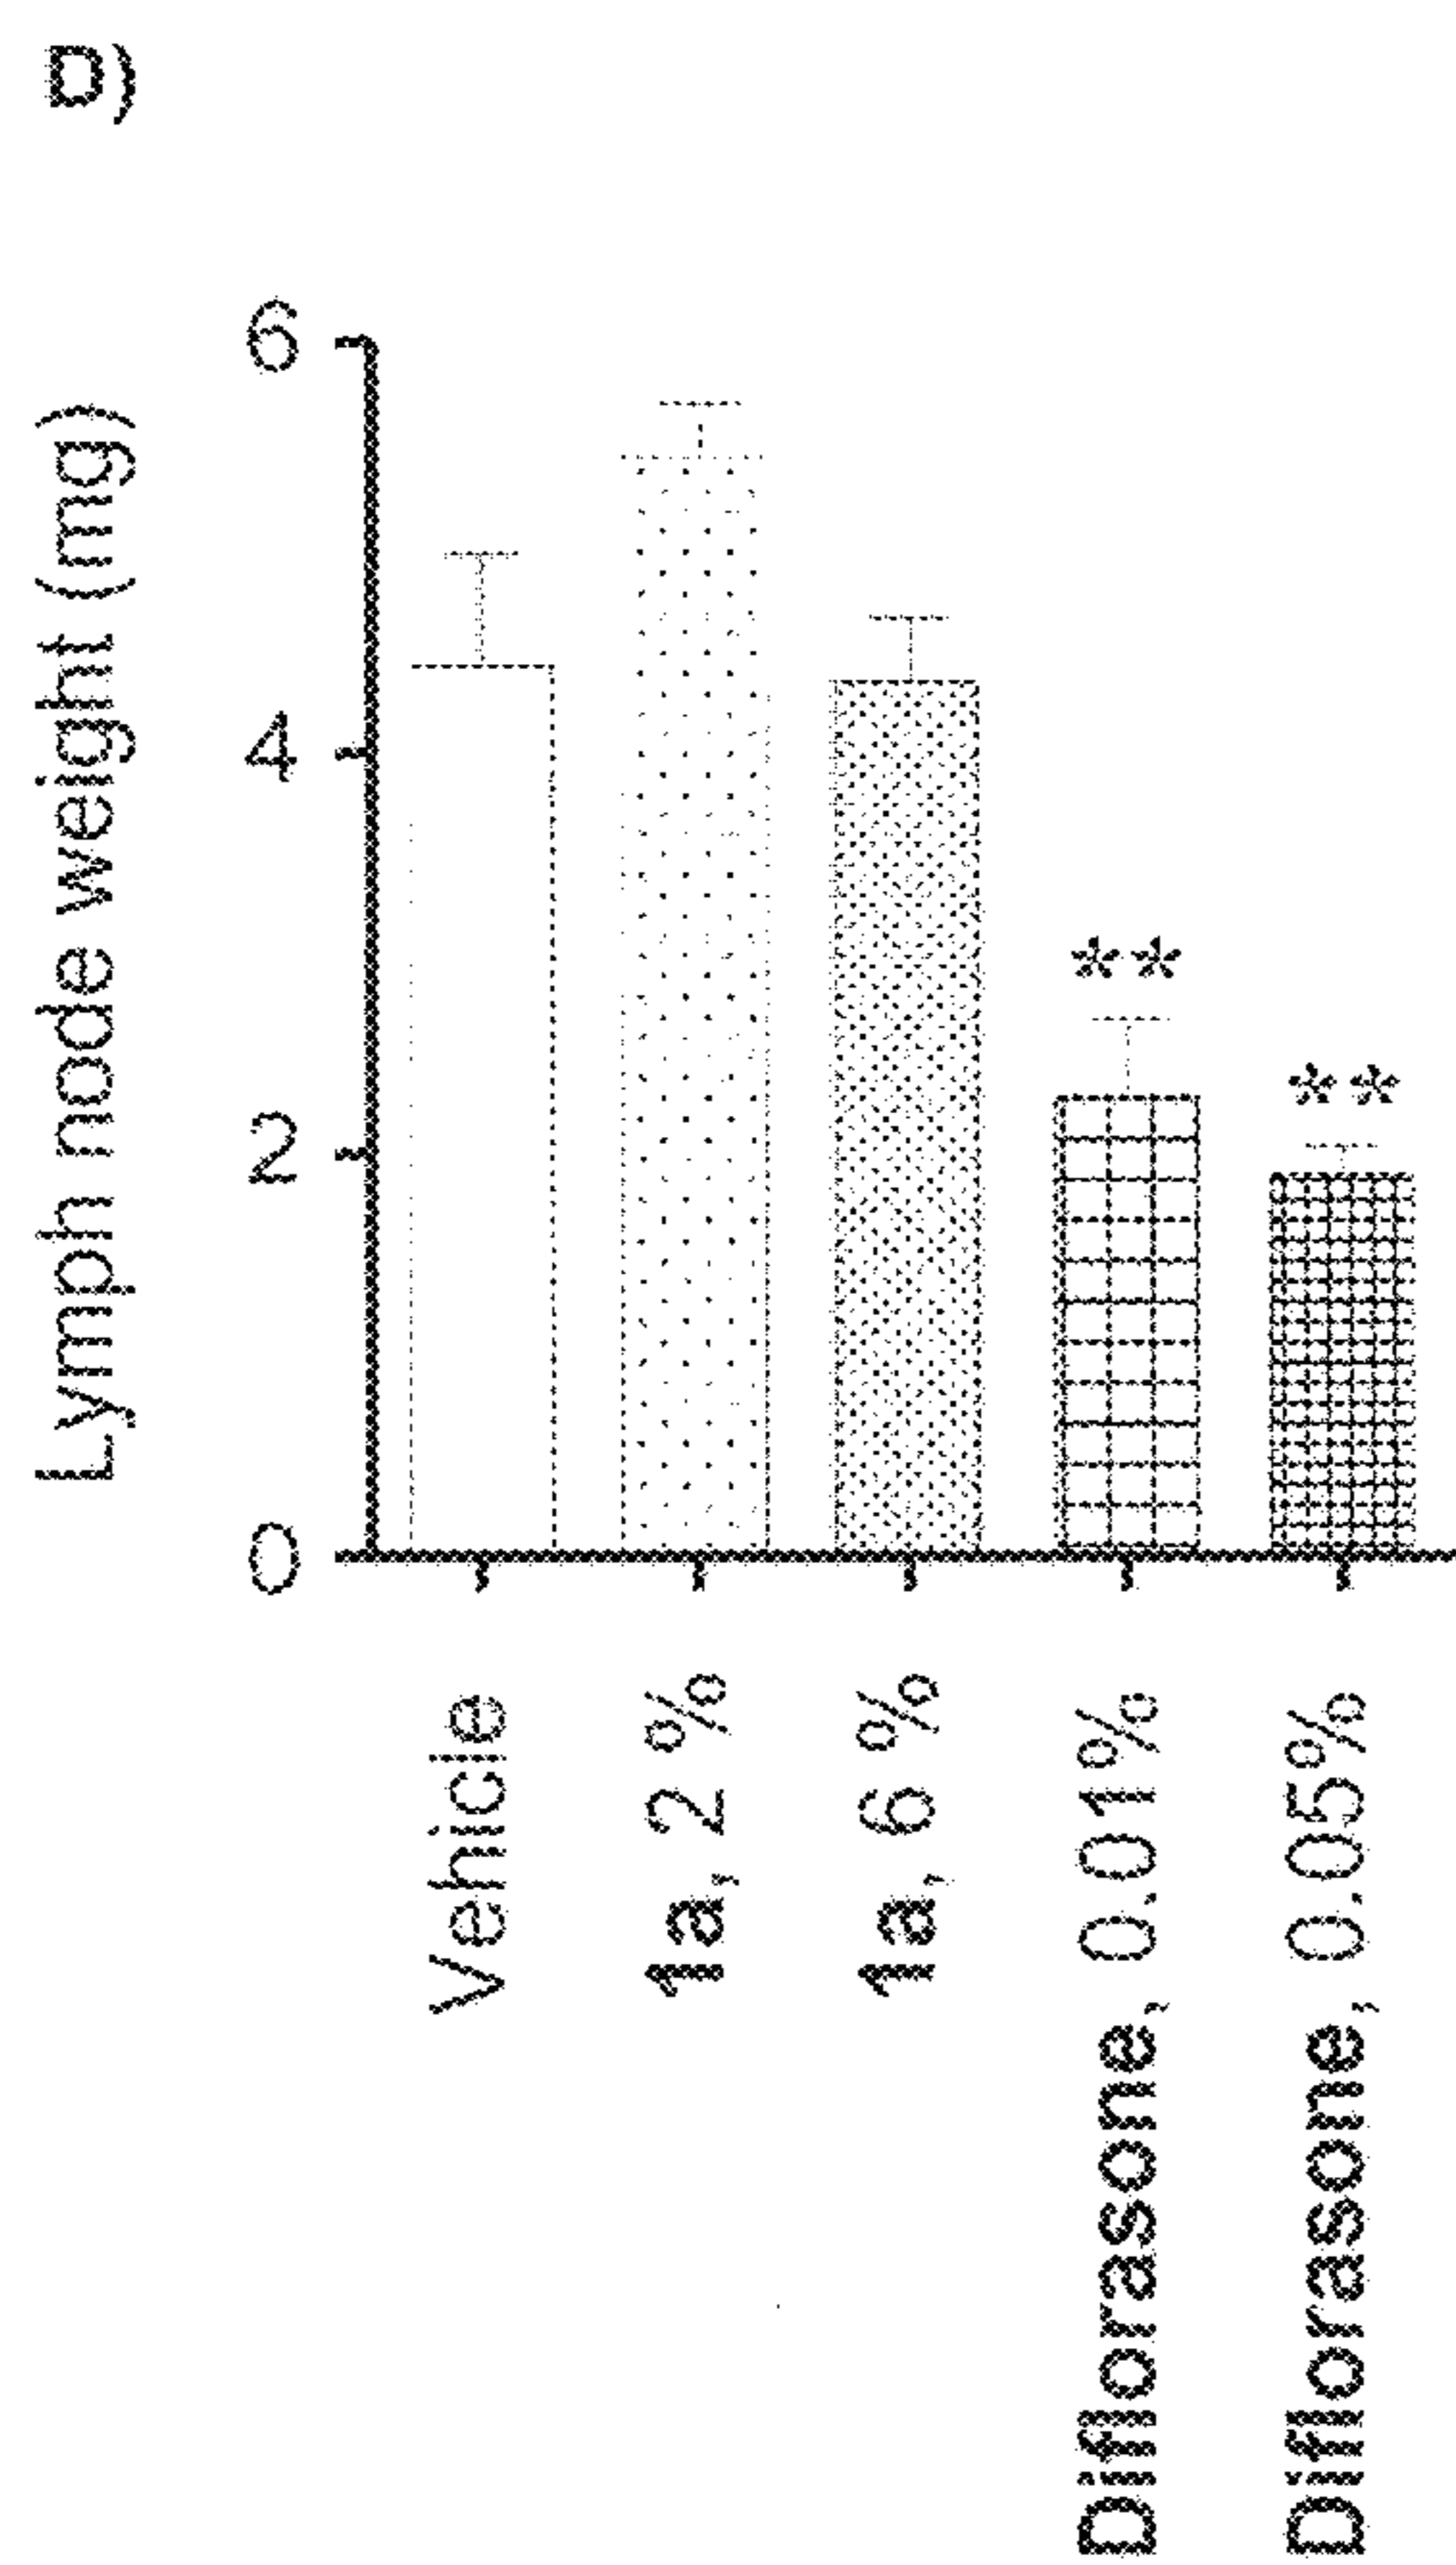 D)
Lymph node weight (mg)
6
4
2
0
**
**
Vehicle
1a, 2 %
1a, 6 %
Diflorasone, 0.01%
Diflorasone, 0.05%